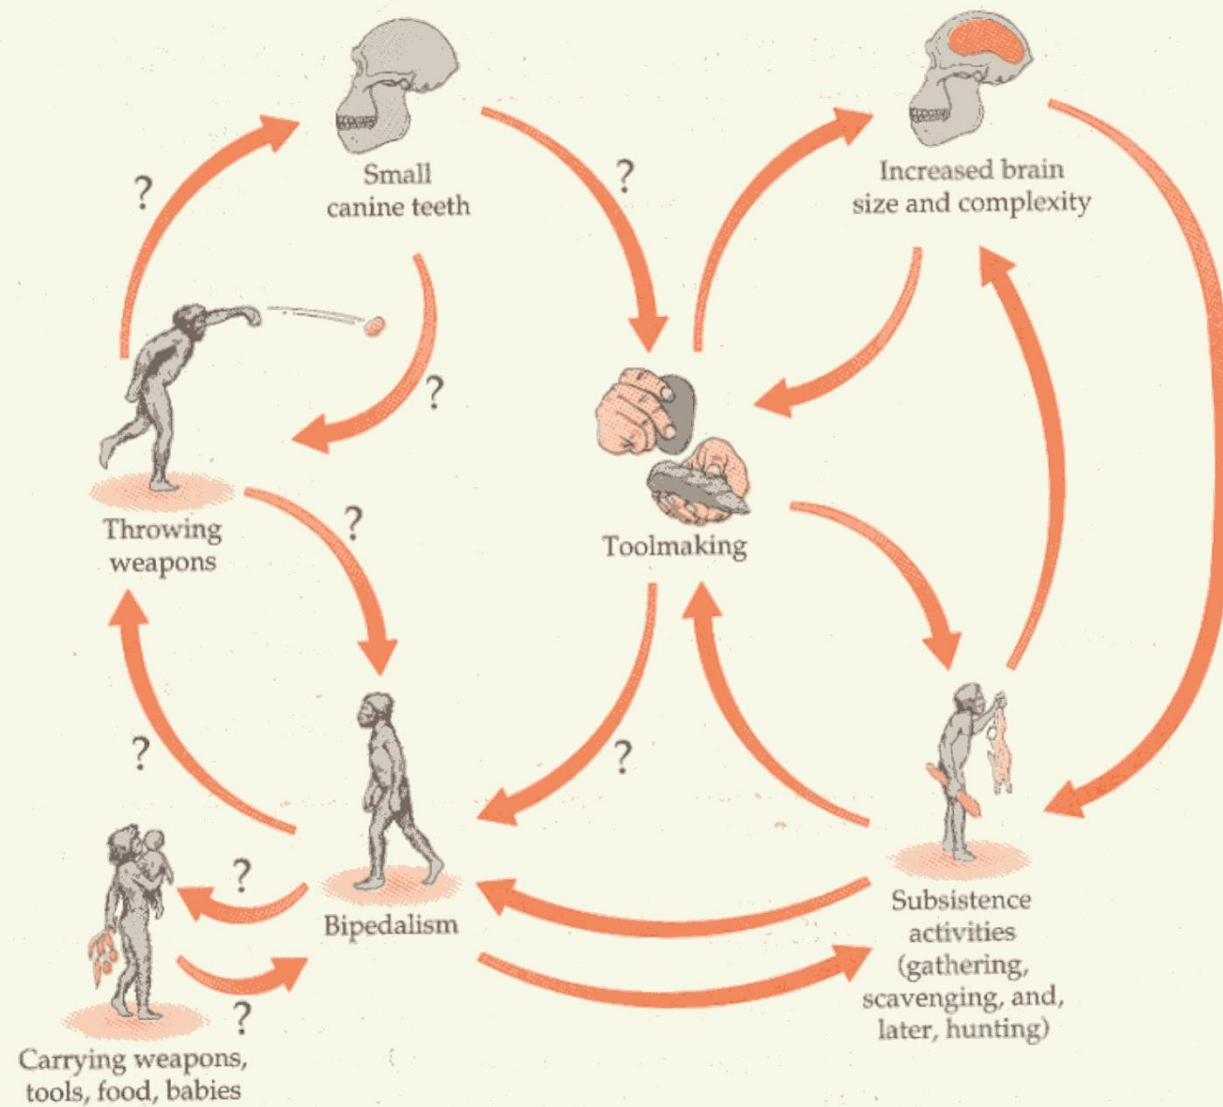 Small
canine teeth
Increased brain
size and complexity
?
?
?
Throwing
weapons
?
Toolmaking
?
?
?
Bipedalism
?
Subsistence
activities
(gathering,
scavenging, and,
later, hunting)
Carrying weapons,
tools, food, babies